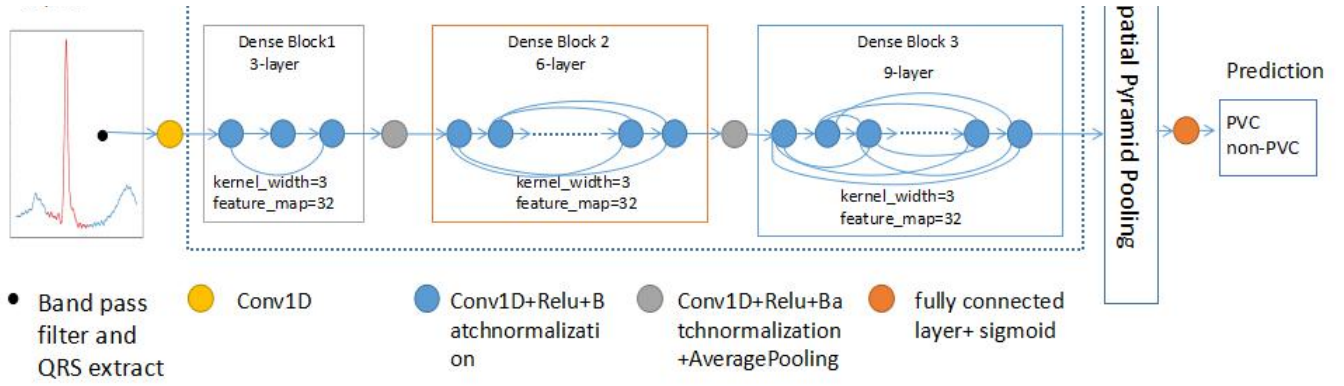 Dense Block1
3-layer
kernel_width=3
feature_map=32
Dense Block 2
6-layer
kernel_width=3
feature_map=32
Dense Block 3
9-layer
kernel_width=3
feature_map=32
patial Pyramid Pooling
Prediction
PVC
non-PVC
Band pass
filter and
QRS extract
Conv1D
Conv1D+Relu+B
atchnormalizati
on
Conv1D+Relu+Ba
tchnormalization
+AveragePooling
fully connected
layer+ sigmoid